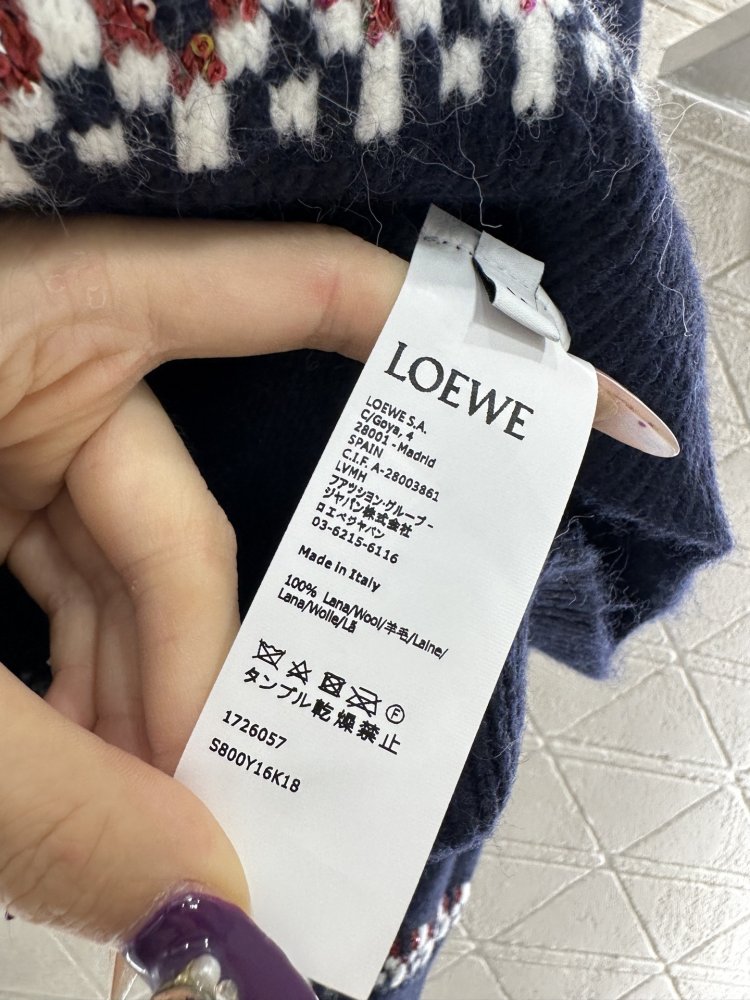 LOEWE
LOEWE S.A.
C/Goya, 4
28001 - Madrid
SPAIN
C.I.F. A-28003861
LVMH
ファッション・グループ・
ジャパン株式会社
ロエベジャパン
03-6215-6116
Made in Italy
100% Lana/Wool/羊毛/Laine/
Lana/Wolle/Lã
F
タンブル乾燥禁止
1726057
S800Y16K18